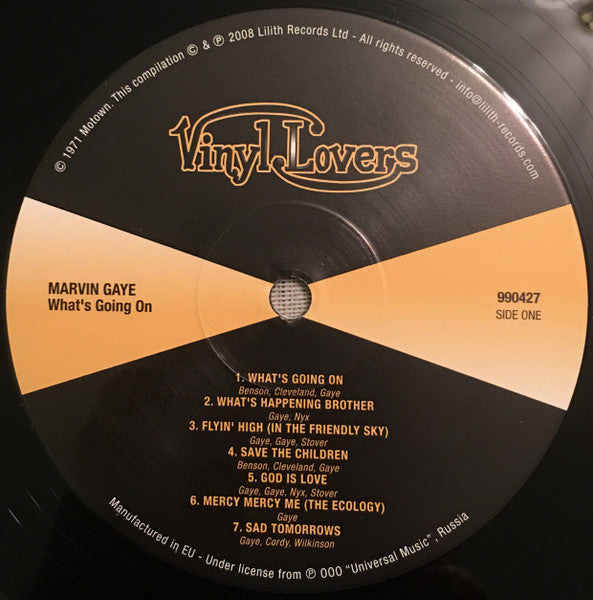 © 1971 Motown. This compilation © & ℗ 2008 Lilith Records Ltd - All rights reserved - info@lilith-records.com
Vinyl Lovers
MARVIN GAYE
What's Going On
990427
SIDE ONE
1. WHAT'S GOING ON
Benson, Cleveland, Gaye
2. WHAT'S HAPPENING BROTHER
Gaye, Nyx
3. FLYIN' HIGH (IN THE FRIENDLY SKY)
Gaye, Gaye, Stover
4. SAVE THE CHILDREN
Benson, Cleveland, Gaye
5. GOD IS LOVE
Gaye, Gaye, Nyx, Stover
6. MERCY MERCY ME (THE ECOLOGY)
Gaye
7. SAD TOMORROWS
Gaye, Cordy, Wilkinson
Manufactured in EU - Under license from ℗ 000 "Universal Music", Russia